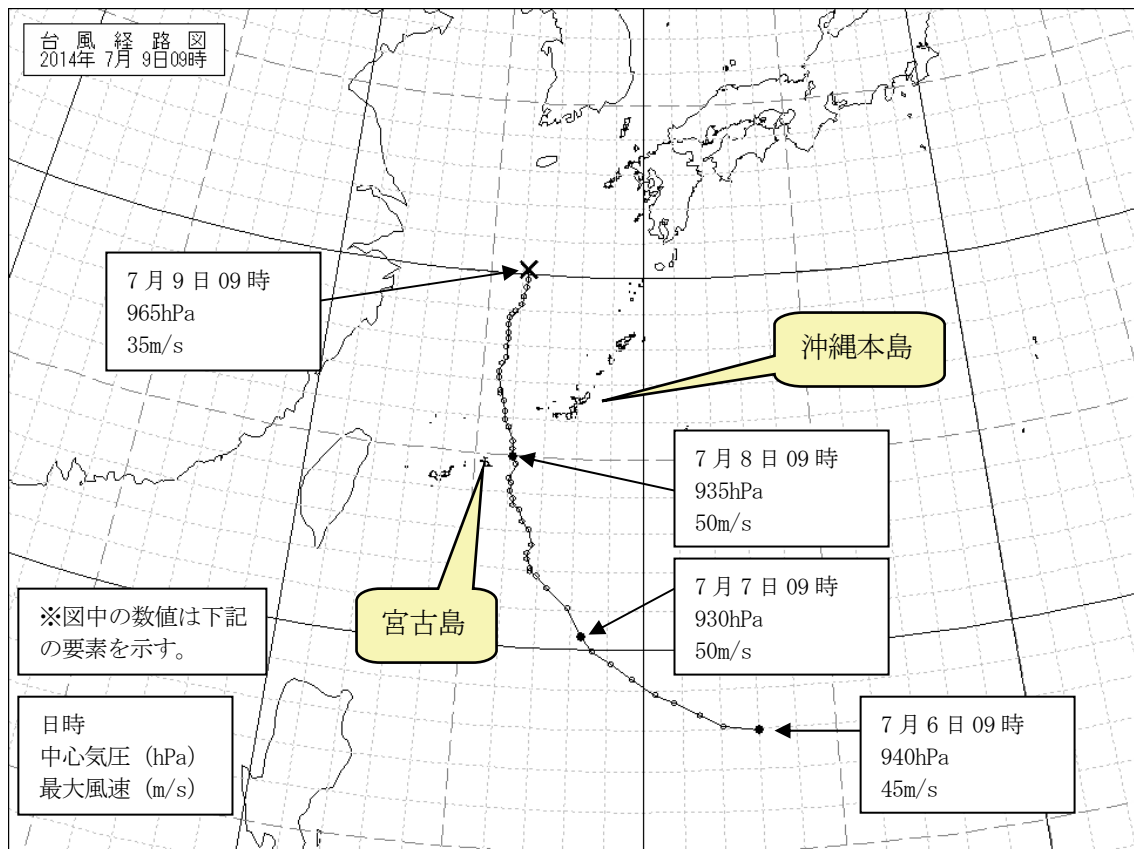 台風経路図
2014年 7月 9日09時
7月9日09時
965hPa
35m/s
沖縄本島
7月8日09時
935hPa
50m/s
宮古島
7月7日09時
930hPa
50m/s
※図中の数値は下記
の要素を示す。
日時
中心気圧 (hPa)
最大風速 (m/s)
7月6日09時
940hPa
45m/s